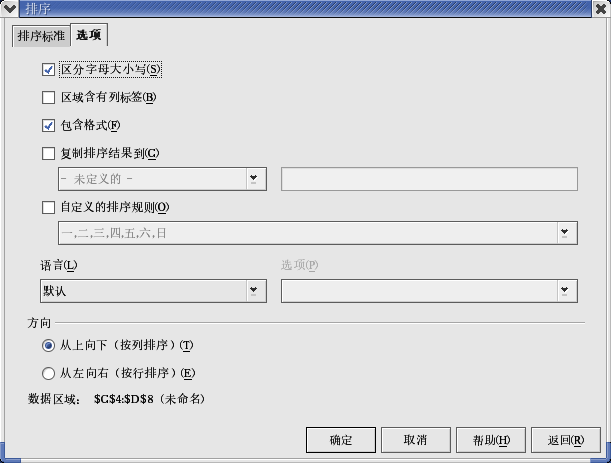 排序
排序标准 选项
区分字母大小写(S)
区域含有列标签(B)
包含格式(F)
复制排序结果到(C)
- 未定义的 -
自定义的排序规则(O)
一,二,三,四,五,六,日
语言(L) 选项(P)
默认
方向
从上向下（按列排序）(T)
从左向右（按行排序）(E)
数据区域： $C$4:$D$8（未命名）
确定 取消 帮助(H) 返回(R)